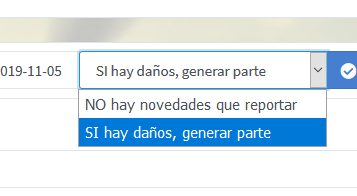 019-11-05 SI hay daños, generar parte
NO hay novedades que reportar
SI hay daños, generar parte